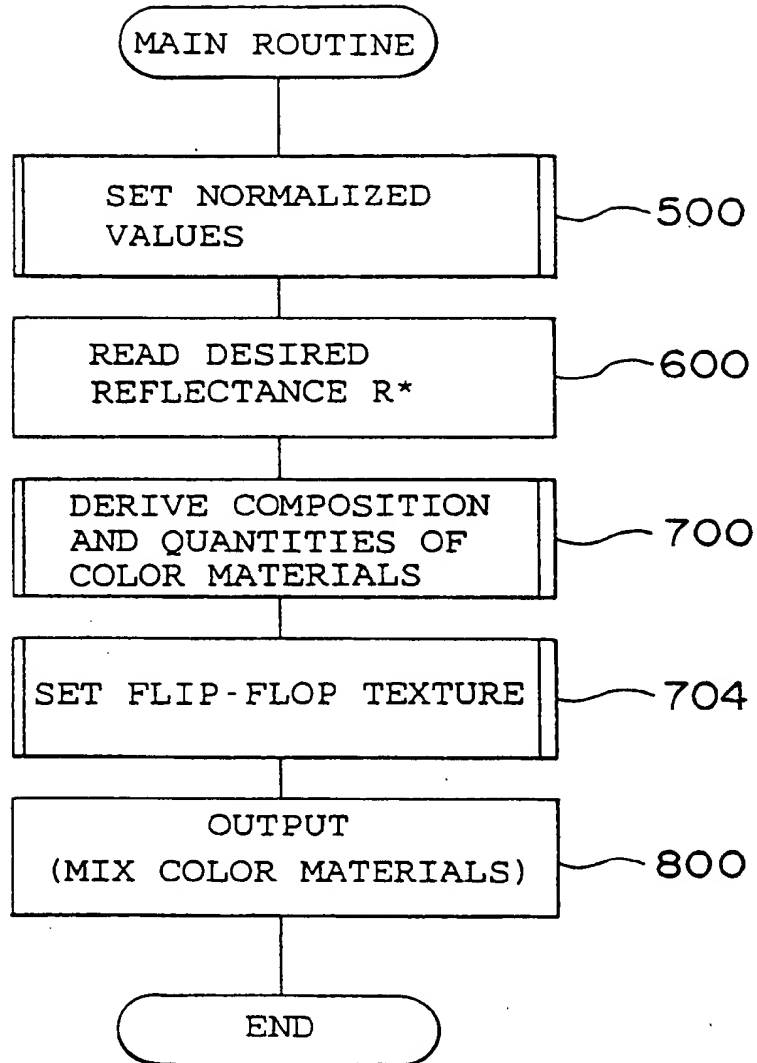 MAIN ROUTINE
SET NORMALIZED
VALUES
500
READ DESIRED
REFLECTANCE R*
600
DERIVE COMPOSITION
AND QUANTITIES OF
COLOR MATERIALS
700
SET FLIP-FLOP TEXTURE
704
OUTPUT
(MIX COLOR MATERIALS)
800
END